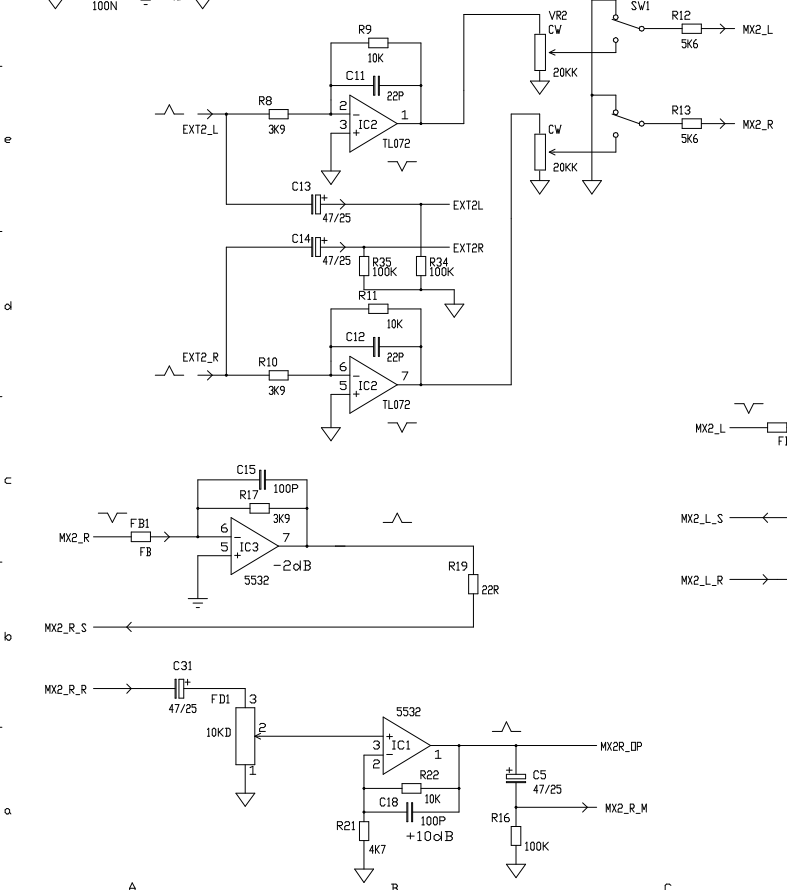 100N
SW1
R9
VR2
R12
MX2_L
CW
10K
5K6
C11
20KK
22P
R8
2
1
R13
MX2_R
3
IC2
EXT2_L
3K9
CW
5K6
e
TL072
20KK
C13
EXT2L
47/25
C14
EXT2R
47/25
R35
R34
100K
100K
R11
d
10K
C12
EXT2_R
22P
R10
6
7
5
IC2
3K9
TL072
MX2_L
C15
c
100P
R17
FB1
3K9
MX2_L_S
6
7
MX2_R
5
IC3
FB
-2dB
R19
5532
MX2_L_R
22R
MX2_R_S
b
C31
MX2_R_R
FD1
3
47/25
5532
10KD
2
3
IC1
1
MX2R_OP
2
1
R22
C5
10K
47/25
C18
MX2_R_M
a
100P
R16
R21
+10dB
4K7
100K
A
B
C